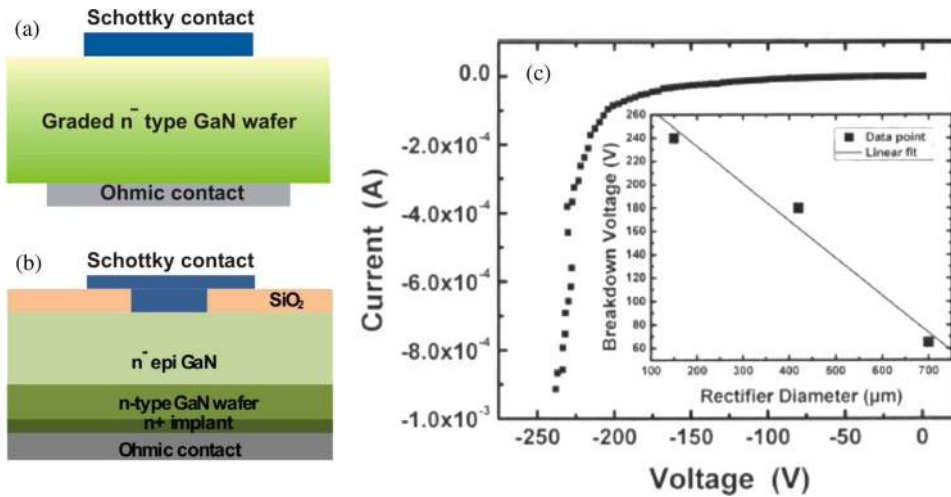 (a)
Schottky contact
Graded n⁻ type GaN wafer
Ohmic contact
(b)
Schottky contact
SiO₂
n⁻ epi GaN
n-type GaN wafer
n+ implant
Ohmic contact
(c)
Current (A)
0.0
-2.0x10⁻⁴
-4.0x10⁻⁴
-6.0x10⁻⁴
-8.0x10⁻⁴
-1.0x10⁻³
-250 -200 -150 -100 -50 0
Voltage (V)
Breakdown Voltage (V)
260
240
220
200
180
160
140
120
100
80
60
Data point
Linear fit
100 200 300 400 500 600 700
Rectifier Diameter (µm)